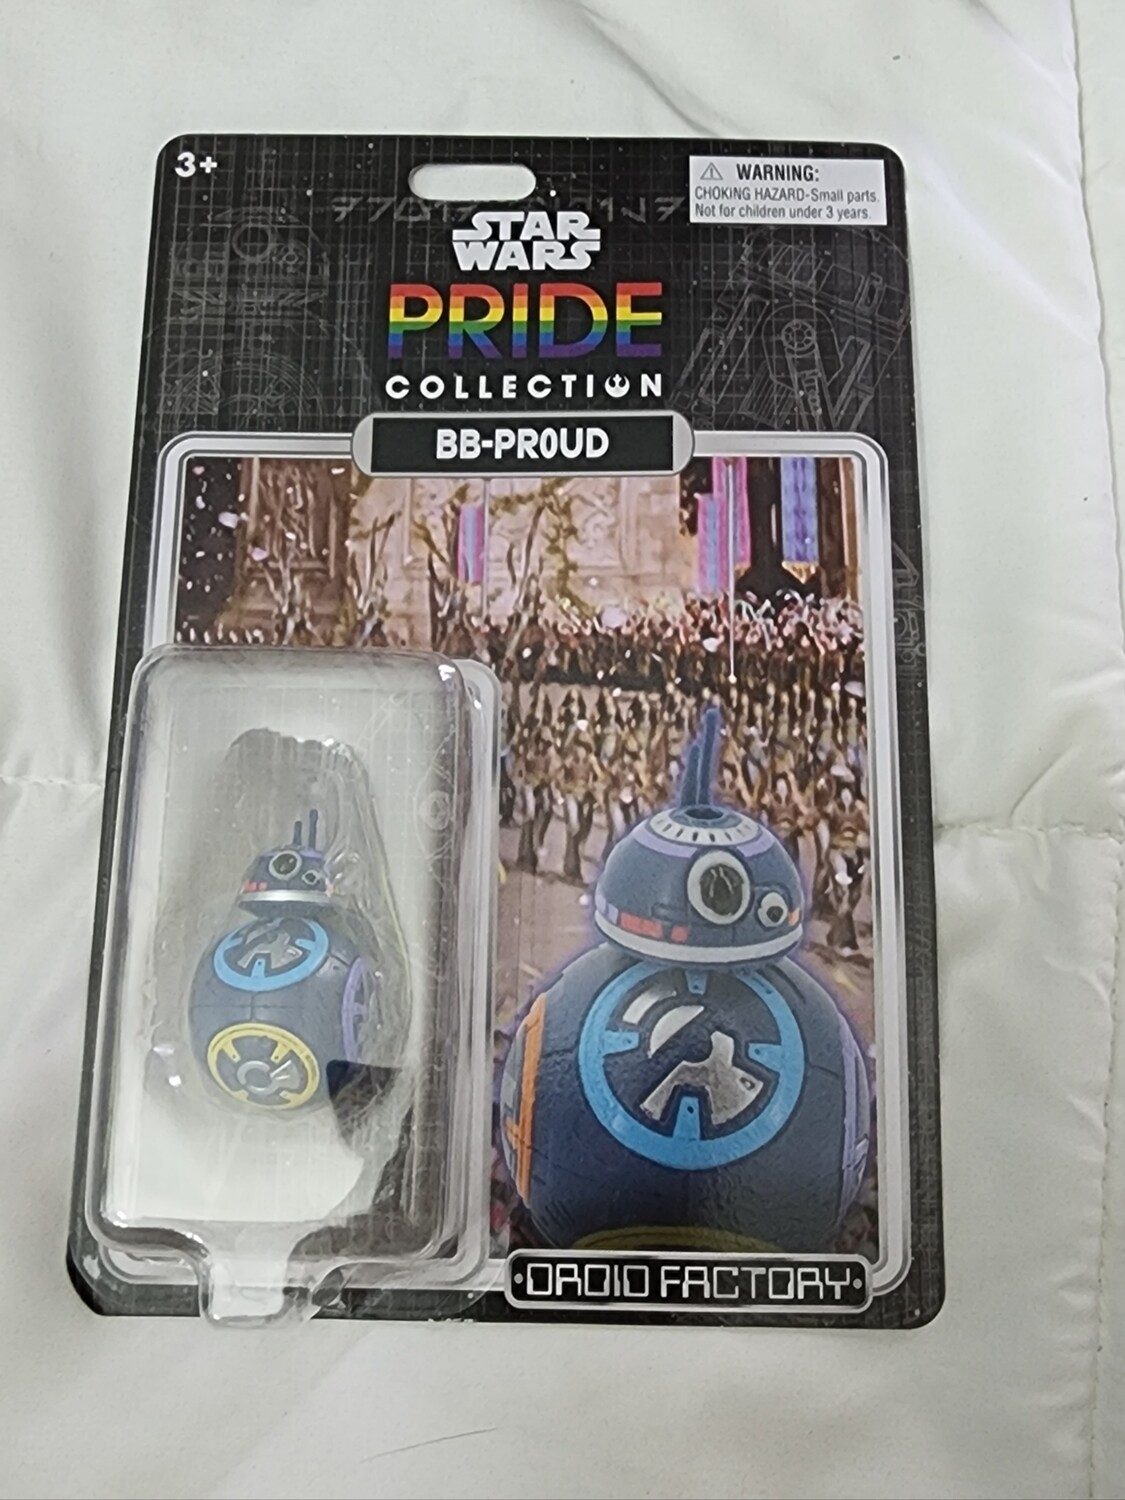 3+
WARNING:
CHOKING HAZARD-Small parts.
Not for children under 3 years.
STAR
WARS
PRIDE
COLLECTION
BB-PR0UD
DROID FACTORY